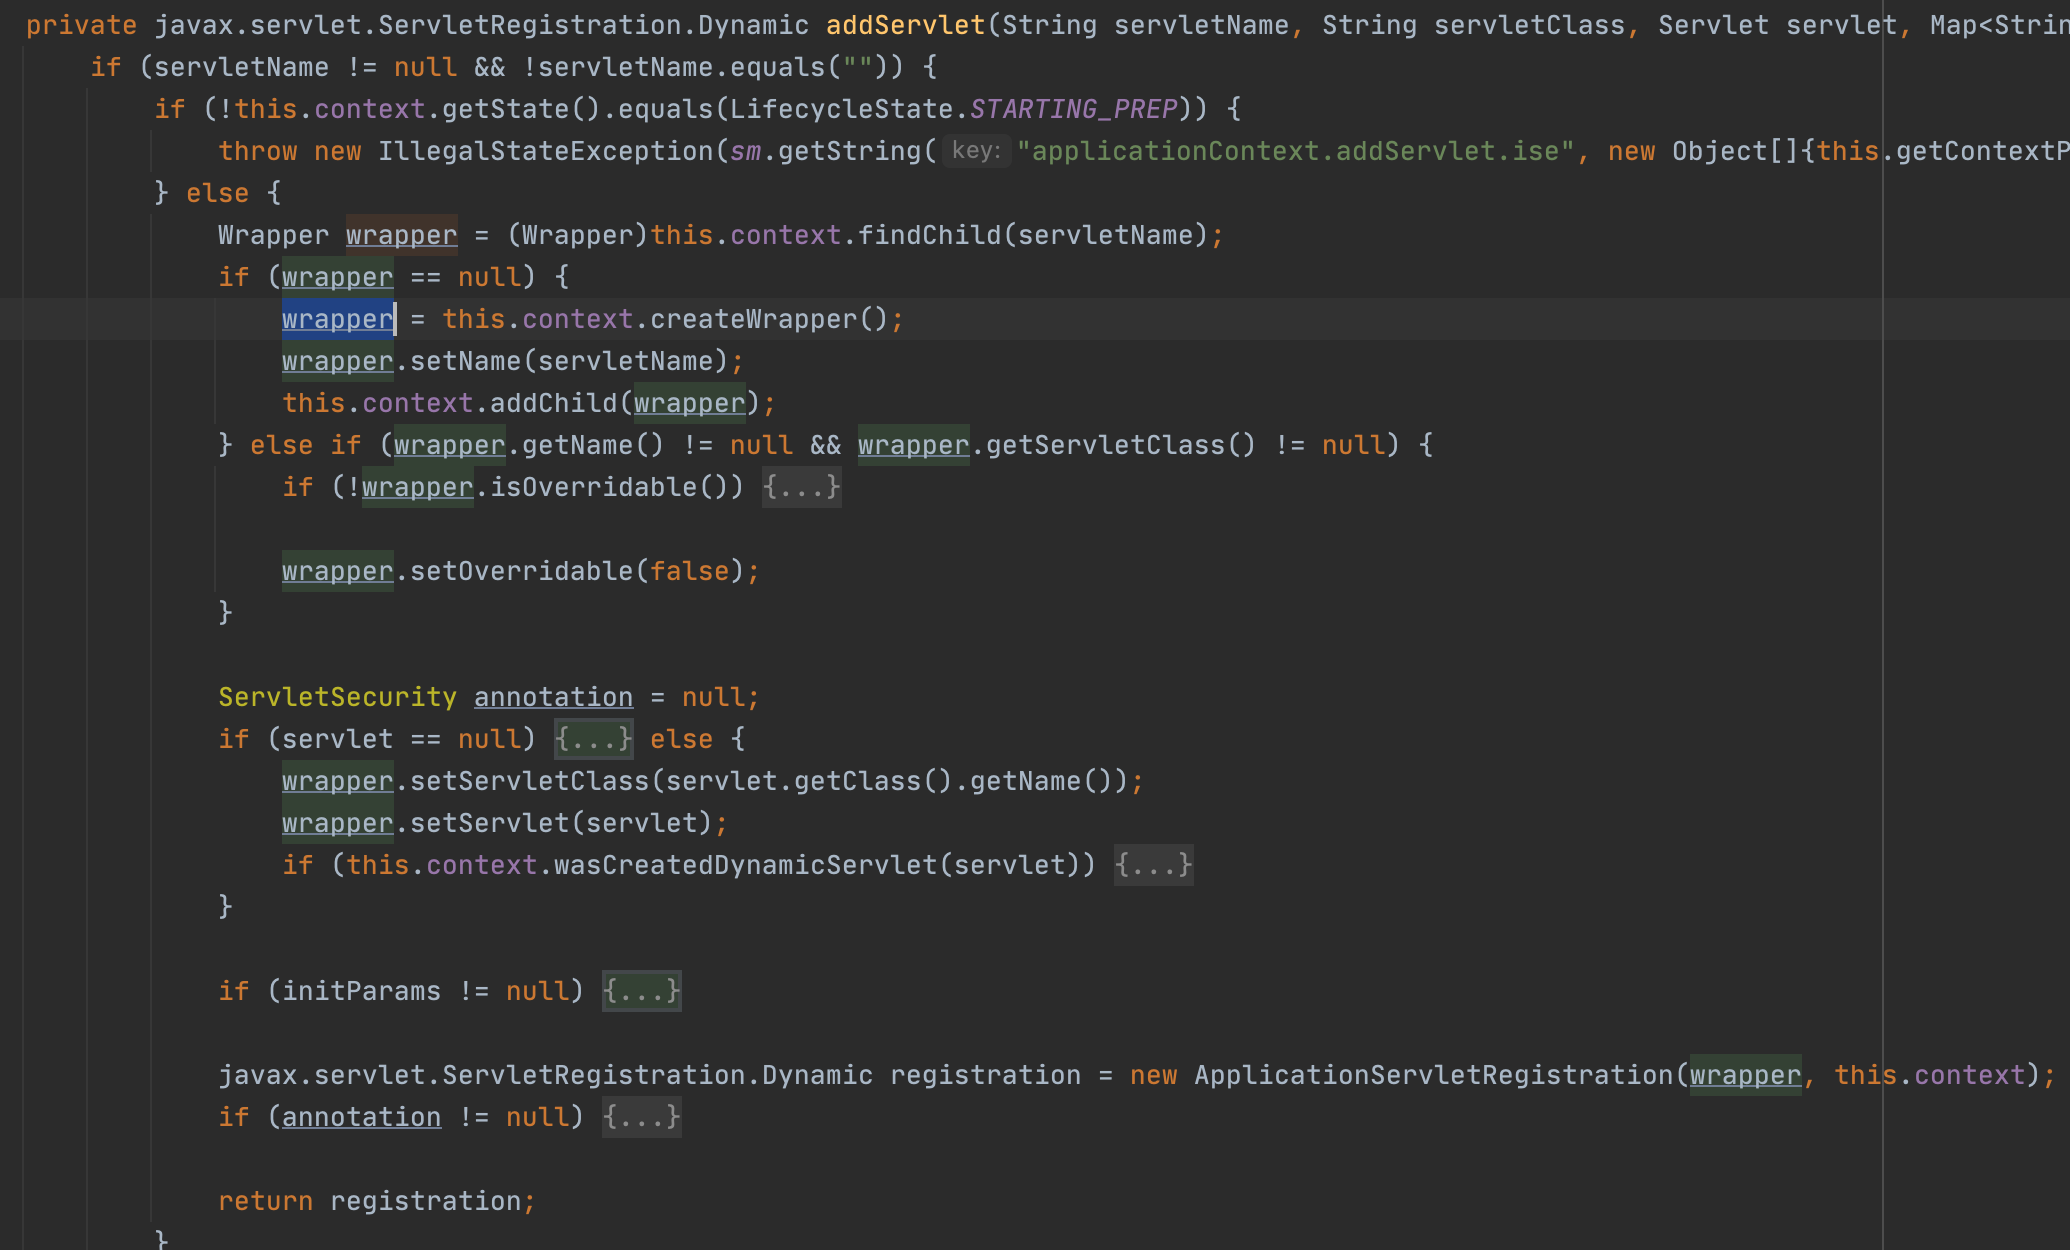 private javax.servlet.ServletRegistration.Dynamic addServlet(String servletName, String servletClass, Servlet servlet, Map<Strin
if (servletName != null && !servletName.equals("")) {
if (!this.context.getState().equals(LifecycleState.STARTING_PREP)) {
throw new IllegalStateException(sm.getString( key: "applicationContext.addServlet.ise", new Object[]{this.getContextP
} else {
Wrapper wrapper = (Wrapper)this.context.findChild(servletName);
if (wrapper == null) {
wrapper = this.context.createWrapper();
wrapper.setName(servletName);
this.context.addChild(wrapper);
} else if (wrapper.getName() != null && wrapper.getServletClass() != null) {
if (!wrapper.isOverridable()) {...}
wrapper.setOverridable(false);
}
ServletSecurity annotation = null;
if (servlet == null) {...} else {
wrapper.setServletClass(servlet.getClass().getName());
wrapper.setServlet(servlet);
if (this.context.wasCreatedDynamicServlet(servlet)) {...}
}
if (initParams != null) {...}
javax.servlet.ServletRegistration.Dynamic registration = new ApplicationServletRegistration(wrapper, this.context);
if (annotation != null) {...}
return registration;
}